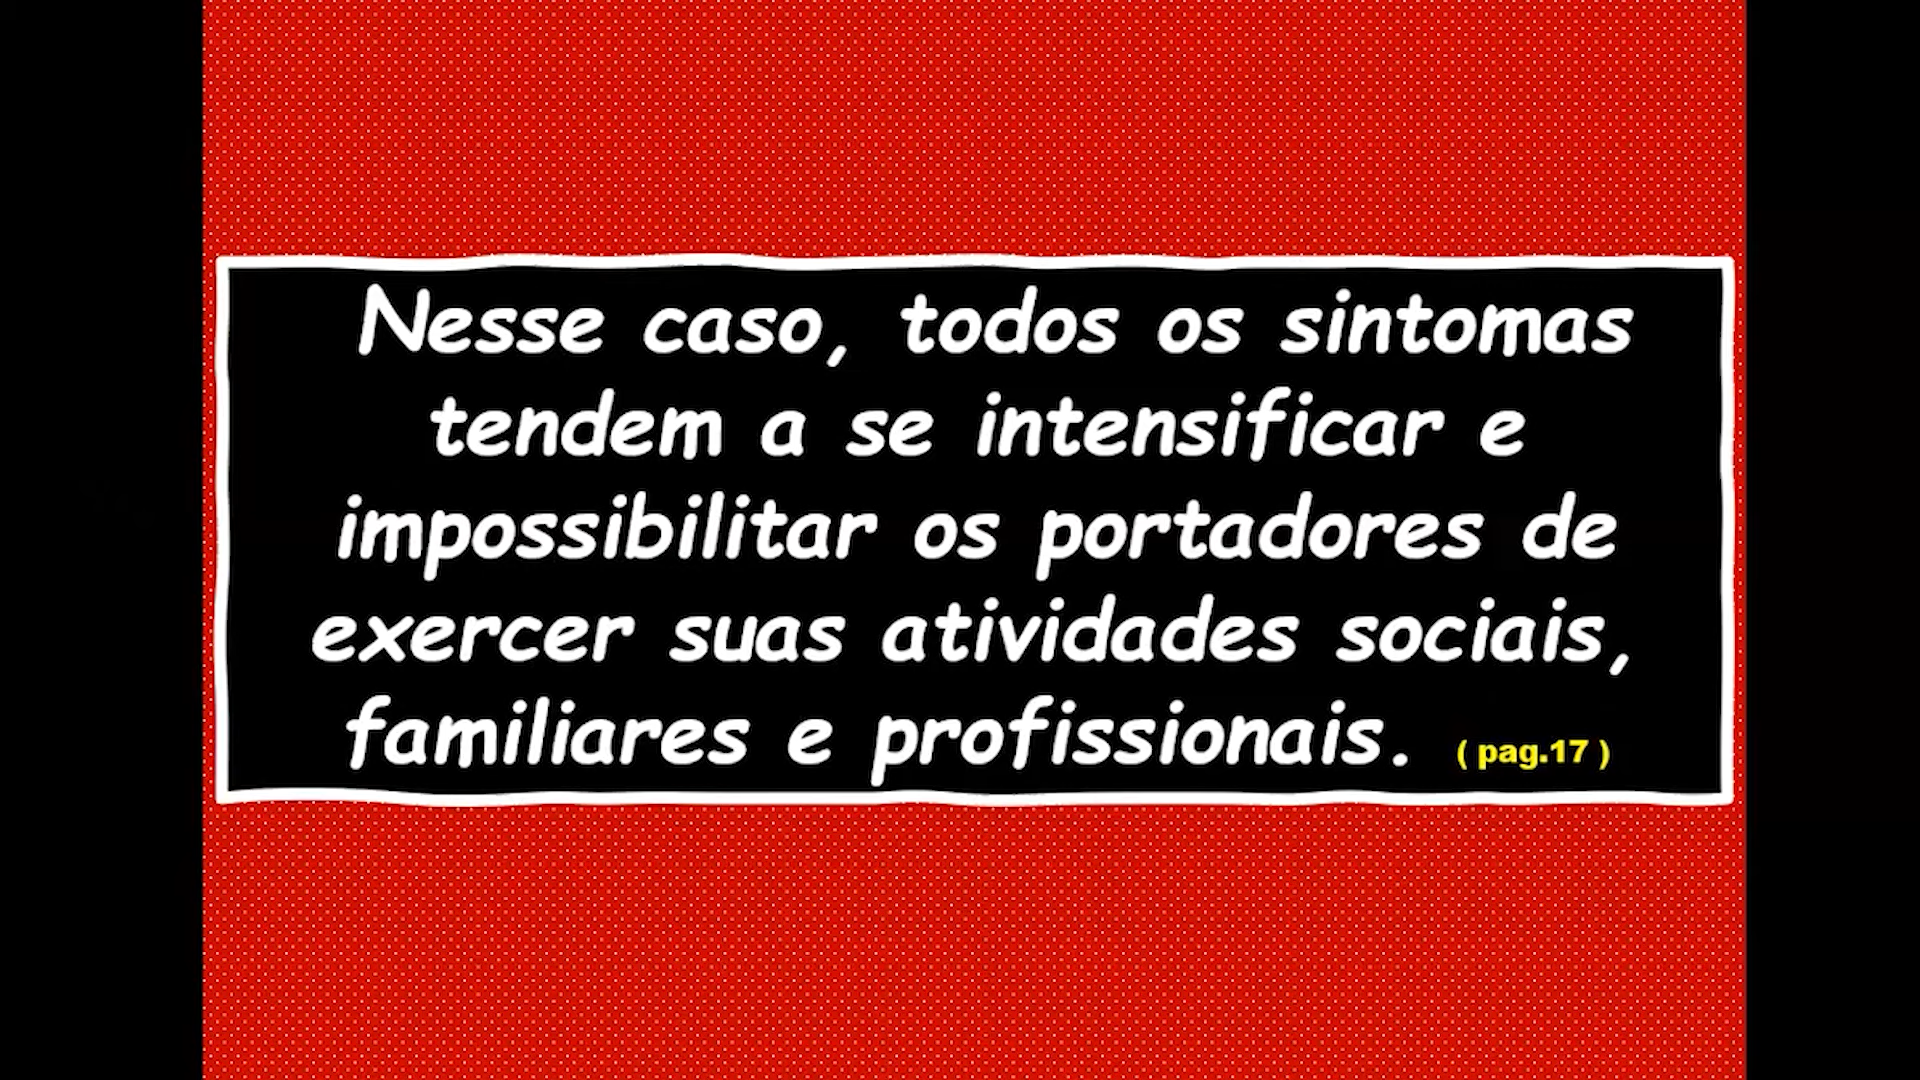 Nesse caso, todos os sintomas
tendem a se intensificar e
impossibilitar os portadores de
exercer suas atividades sociais,
familiares e profissionais. ( pag.17 )